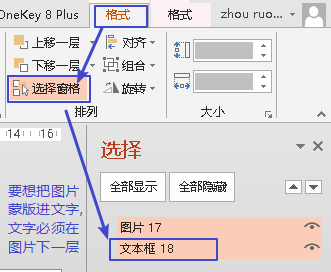 OneKey 8 Plus 格式 格式 zhou ruo...
上移一层 对齐
下移一层 组合
选择窗格 旋转
排列 大小
14 16
选择
全部显示 全部隐藏
要想把图片
蒙版进文字,
文字必须在
图片下一层
图片 17
文本框 18